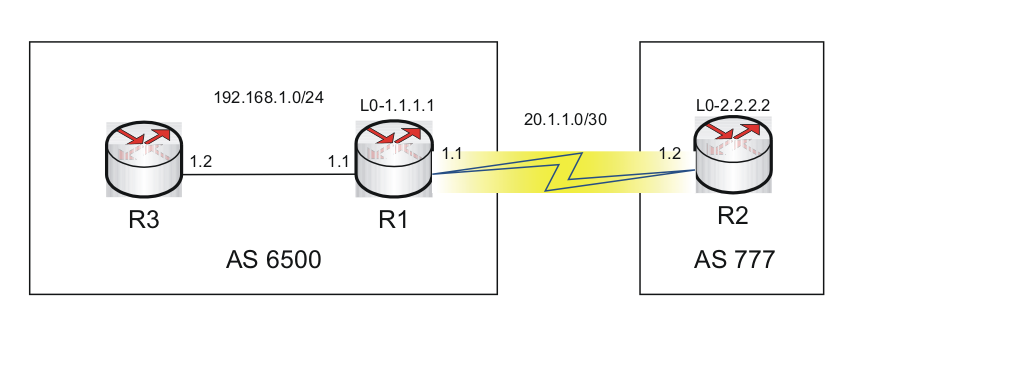 192.168.1.0/24
L0-1.1.1.1
20.1.1.0/30
L0-2.2.2.2
1.2
1.1
1.1
1.2
R3
R1
R2
AS 6500
AS 777